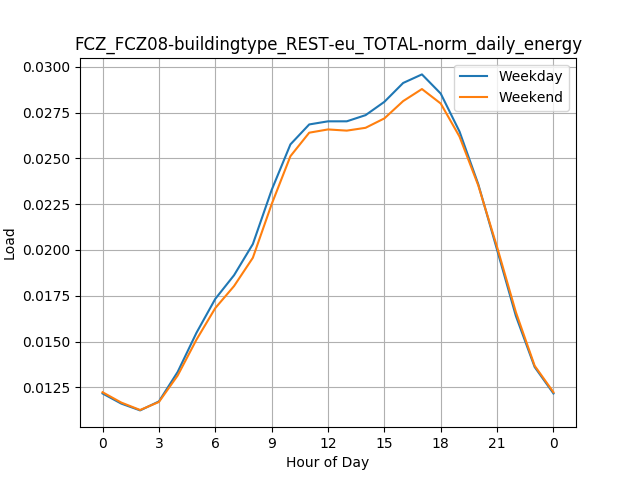 FCZ_FCZ08-buildingtype_REST-eu_TOTAL-norm_daily_energy
Weekday
Weekend
0.0300
0.0275
0.0250
0.0225
0.0200
0.0175
0.0150
0.0125
Load
0 3 6 9 12 15 18 21 0
Hour of Day